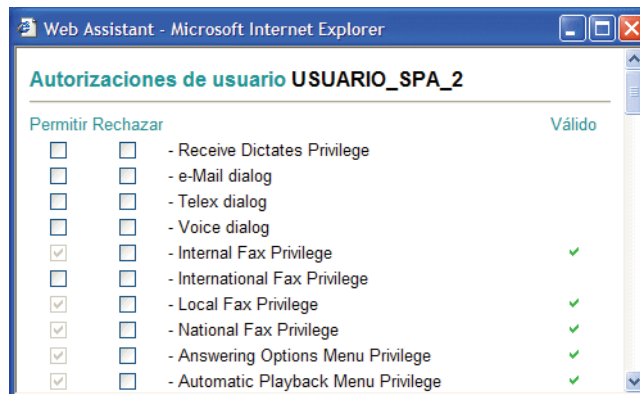 Web Assistant - Microsoft Internet Explorer
Autorizaciones de usuario USUARIO_SPA_2
Permitir Rechazar Válido
- Receive Dictates Privilege
- e-Mail dialog
- Telex dialog
- Voice dialog
- Internal Fax Privilege
- International Fax Privilege
- Local Fax Privilege
- National Fax Privilege
- Answering Options Menu Privilege
- Automatic Playback Menu Privilege